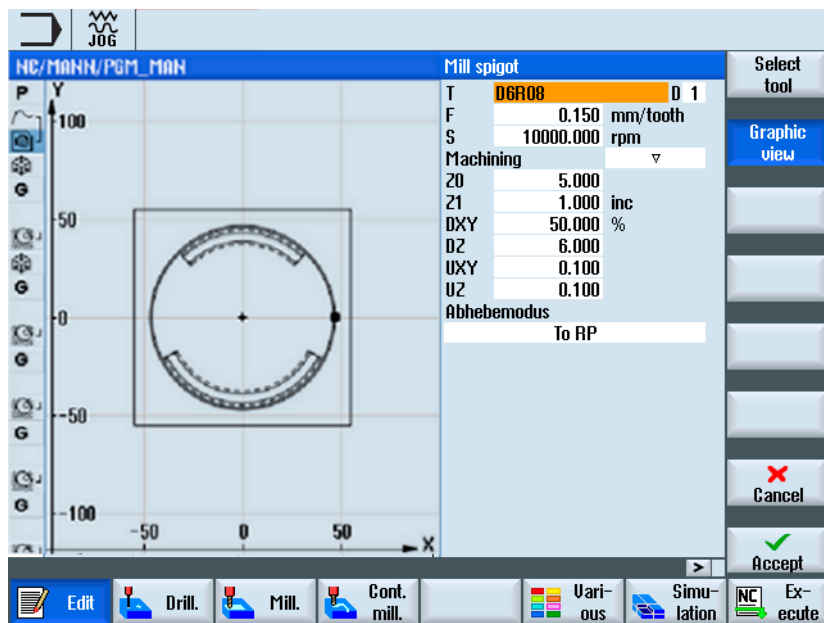 JOG
NC/MANN/PGM_MAN
Mill spigot
Select
tool
P
Y
T D6R08 D 1
F 0.150 mm/tooth
S 10000.000 rpm
Graphic
view
Machining ▿
Z0 5.000
Z1 1.000 inc
DXY 50.000 %
DZ 6.000
UXY 0.100
UZ 0.100
Abhebemodus
To RP
100
50
0
-50
-100
-50 0 50
X
G
G
G
G
G
G
Cancel
Accept
>
Edit
Drill.
Mill.
Cont.
mill.
Vari-
ous
Simu-
lation
NC
Ex-
ecute